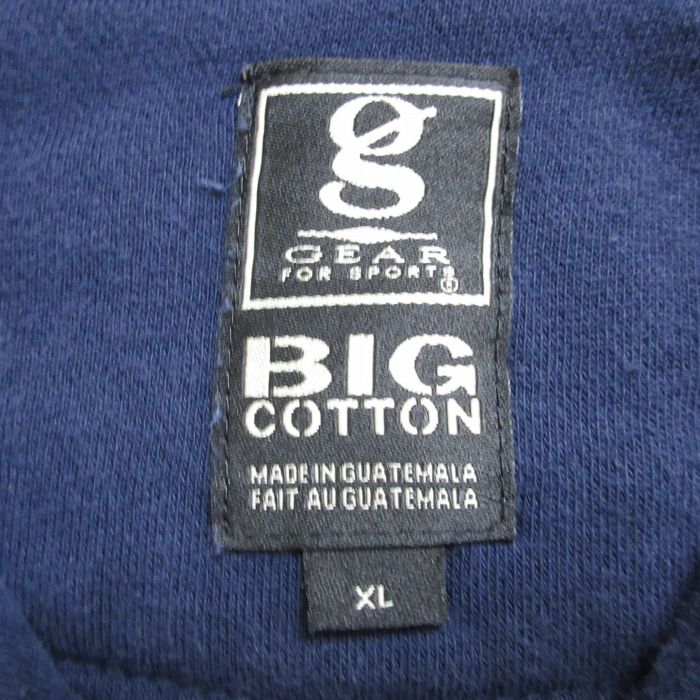 g
GEAR
FOR SPORTS®
BIG
COTTON
MADE IN GUATEMALA
FAIT AU GUATEMALA
XL